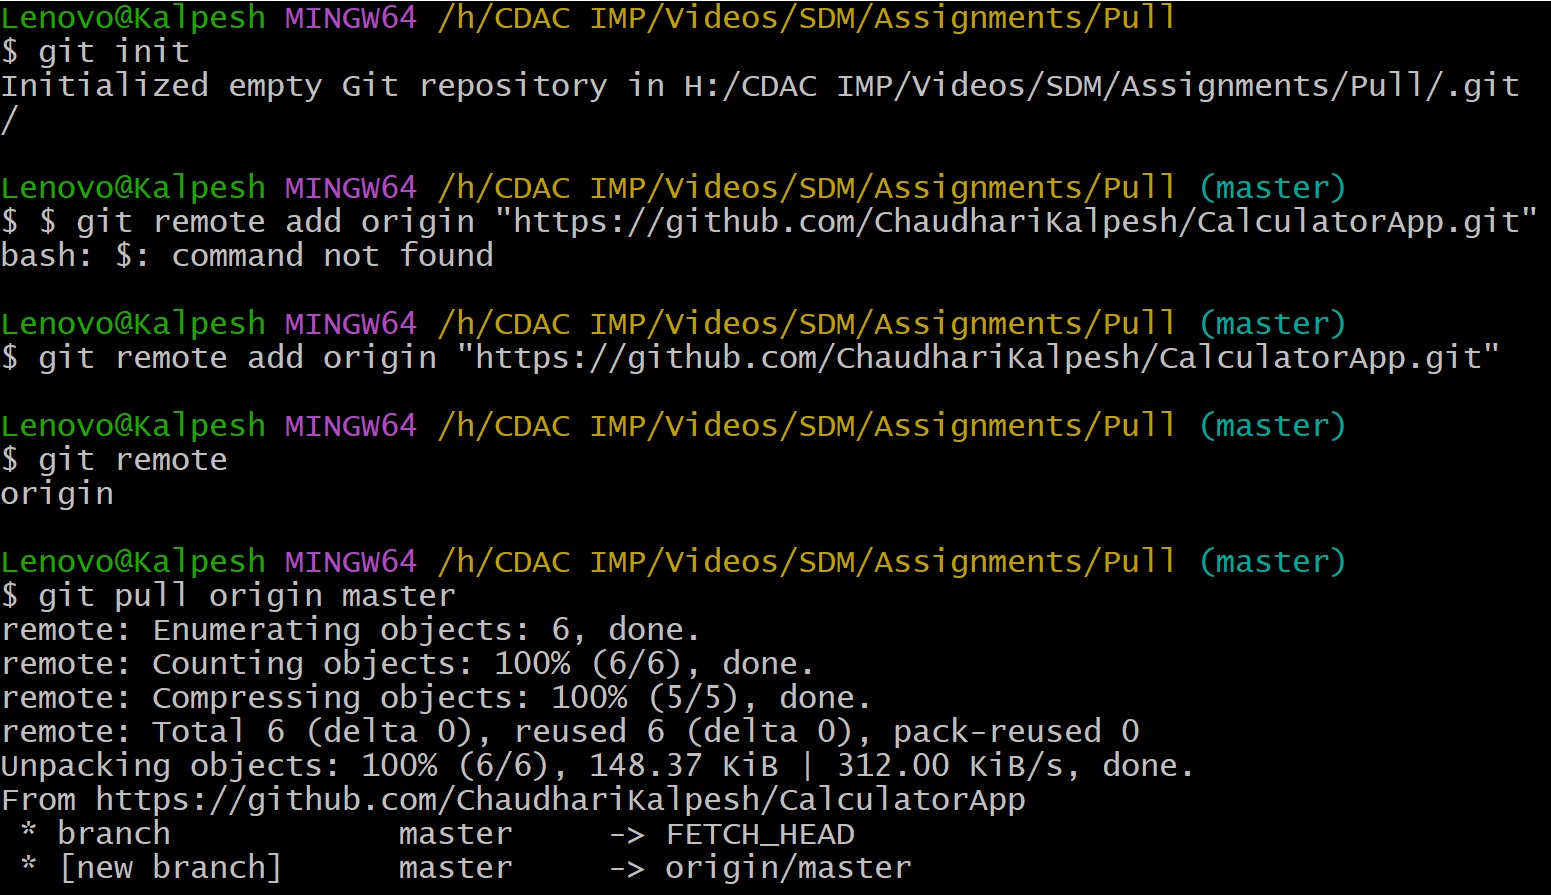 Lenovo@Kalpesh MINGW64 /h/CDAC IMP/Videos/SDM/Assignments/Pull
$ git init
Initialized empty Git repository in H:/CDAC IMP/Videos/SDM/Assignments/Pull/.git
/
Lenovo@Kalpesh MINGW64 /h/CDAC IMP/Videos/SDM/Assignments/Pull (master)
$ $ git remote add origin "https://github.com/ChaudhariKalpesh/CalculatorApp.git"
bash: $: command not found
Lenovo@Kalpesh MINGW64 /h/CDAC IMP/Videos/SDM/Assignments/Pull (master)
$ git remote add origin "https://github.com/ChaudhariKalpesh/CalculatorApp.git"
Lenovo@Kalpesh MINGW64 /h/CDAC IMP/Videos/SDM/Assignments/Pull (master)
$ git remote
origin
Lenovo@Kalpesh MINGW64 /h/CDAC IMP/Videos/SDM/Assignments/Pull (master)
$ git pull origin master
remote: Enumerating objects: 6, done.
remote: Counting objects: 100% (6/6), done.
remote: Compressing objects: 100% (5/5), done.
remote: Total 6 (delta 0), reused 6 (delta 0), pack-reused 0
Unpacking objects: 100% (6/6), 148.37 KiB | 312.00 KiB/s, done.
From https://github.com/ChaudhariKalpesh/CalculatorApp
 * branch            master     -> FETCH_HEAD
 * [new branch]      master     -> origin/master